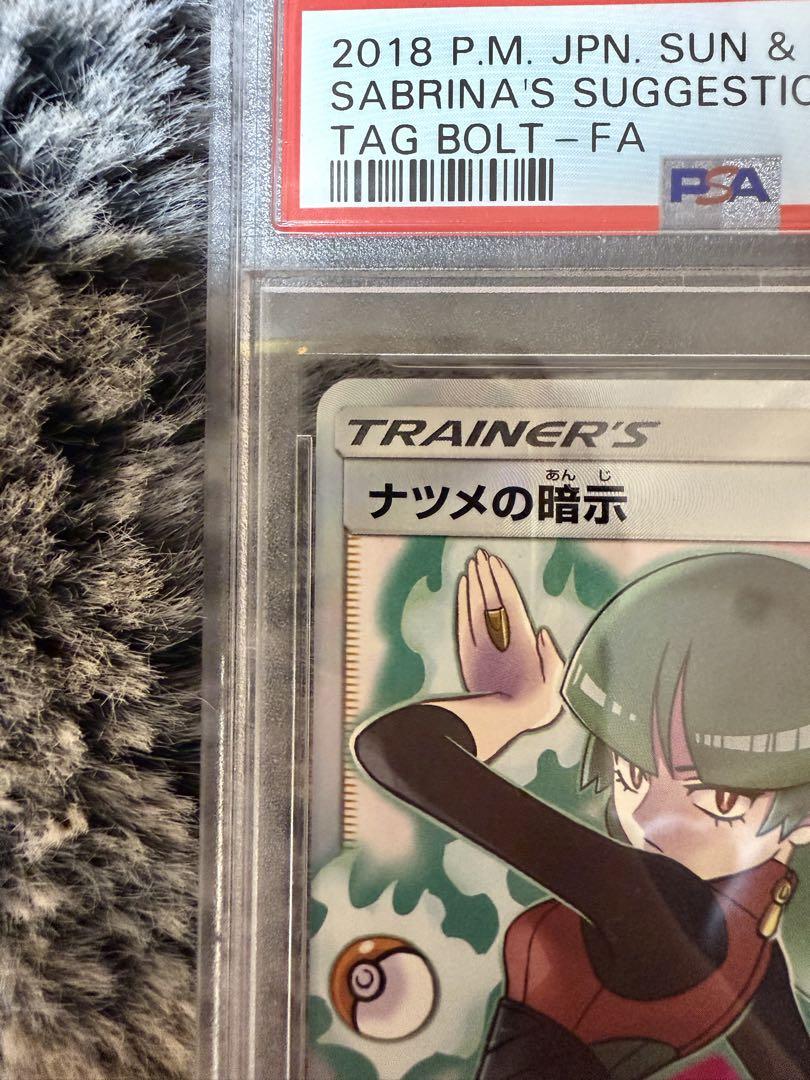 2018 P.M. JPN. SUN &
SABRINA'S SUGGESTIO
TAG BOLT - FA
PSA
TRAINER'S
あん じ
ナツメの暗示